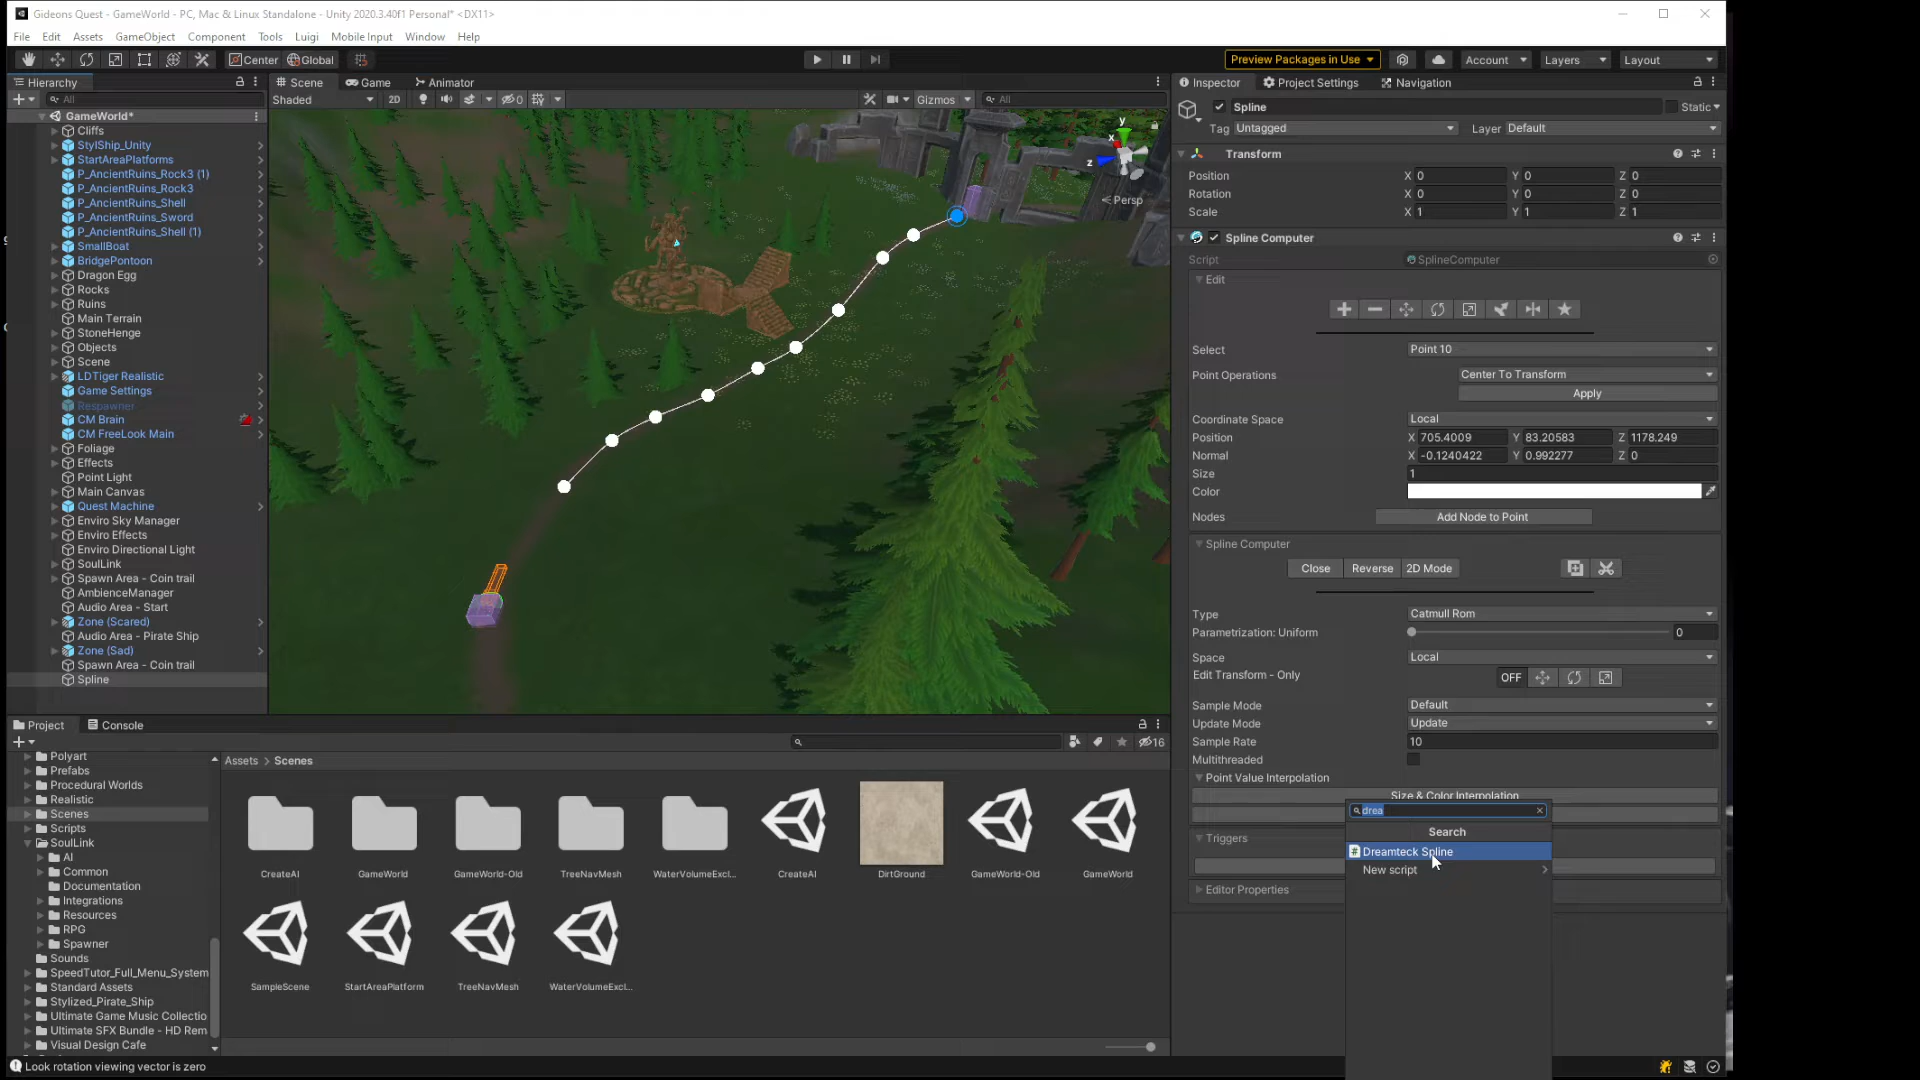 Gideons Quest - GameWorld - PC, Mac & Linux Standalone - Unity 2020.3.40f1 Personal* <DX11>
File Edit Assets GameObject Component Tools Luigi Mobile Input Window Help
Center Global
Preview Packages in Use
Account Layers Layout
Hierarchy
All
GameWorld*
Cliffs
StylShip_Unity
StartAreaPlatforms
P_AncientRuins_Rock3 (1)
P_AncientRuins_Rock3
P_AncientRuins_Shell
P_AncientRuins_Sword
P_AncientRuins_Shell (1)
SmallBoat
BridgePontoon
Dragon Egg
Rocks
Ruins
Main Terrain
StoneHenge
Objects
Scene
LDTiger Realistic
Game Settings
Respawner
CM Brain
CM FreeLook Main
Foliage
Effects
Point Light
Main Canvas
Quest Machine
Enviro Sky Manager
Enviro Effects
Enviro Directional Light
SoulLink
Spawn Area - Coin trail
AmbienceManager
Audio Area - Start
Zone (Scared)
Audio Area - Pirate Ship
Zone (Sad)
Spawn Area - Coin trail
Spline
Scene Game Animator
Shaded 2D 0 Gizmos All
y
x
z
Persp
Inspector Project Settings Navigation
Spline Static
Tag Untagged Layer Default
Transform
Position X 0 Y 0 Z 0
Rotation X 0 Y 0 Z 0
Scale X 1 Y 1 Z 1
Spline Computer
Script SplineComputer
Edit
Select Point 10
Point Operations Center To Transform
Apply
Coordinate Space Local
Position X 705.4009 Y 83.20583 Z 1178.249
Normal X -0.1240422 Y 0.992277 Z 0
Size 1
Color
Nodes Add Node to Point
Spline Computer
Close Reverse 2D Mode
Type Catmull Rom
Parametrization: Uniform 0
Space Local
Edit Transform - Only OFF
Sample Mode Default
Update Mode Update
Sample Rate 10
Multithreaded
Point Value Interpolation
Size & Color Interpolation
drea
Search
Triggers
Dreamteck Spline
New script
Editor Properties
Project Console
16
Polyart
Prefabs
Procedural Worlds
Realistic
Scenes
Scripts
SoulLink
AI
Common
Documentation
Integrations
Resources
RPG
Spawner
Sounds
SpeedTutor_Full_Menu_System
Standard Assets
Stylized_Pirate_Ship
Ultimate Game Music Collectio
Ultimate SFX Bundle - HD Rem
Visual Design Cafe
Assets > Scenes
CreateAI GameWorld GameWorld-Old TreeNavMesh WaterVolumeExcl... CreateAI DirtGround GameWorld-Old GameWorld
SampleScene StartAreaPlatform TreeNavMesh WaterVolumeExcl...
Look rotation viewing vector is zero